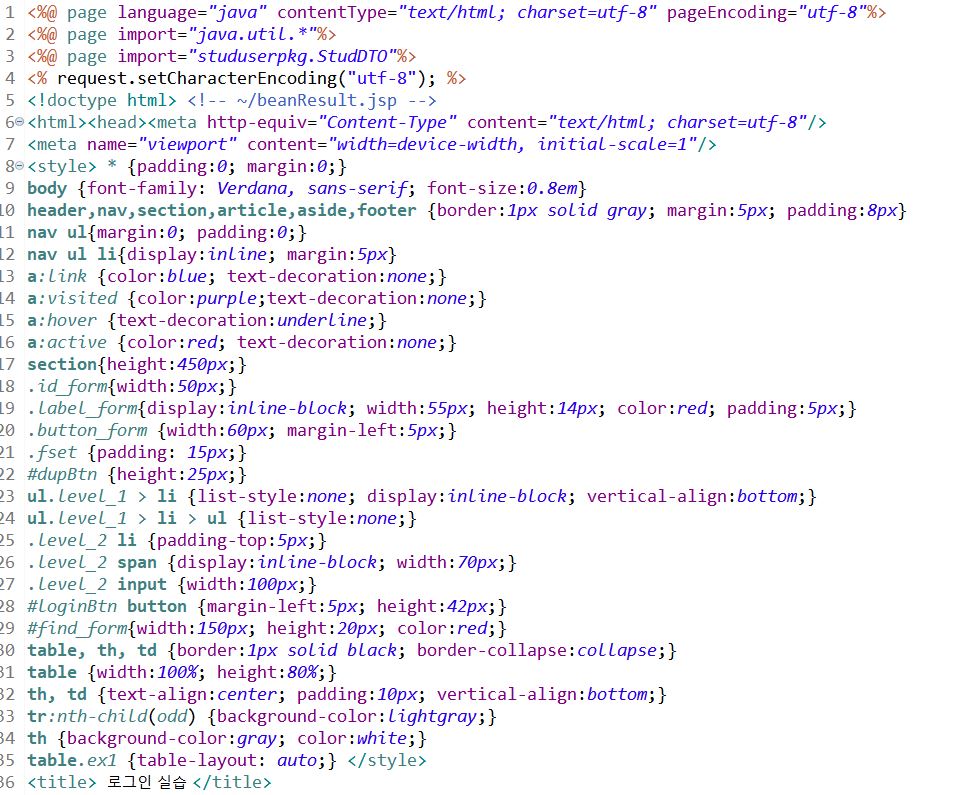 1 <%@ page language="java" contentType="text/html; charset=utf-8" pageEncoding="utf-8"%>
2 <%@ page import="java.util.*"%>
3 <%@ page import="studuserpkg.StudDTO"%>
4 <% request.setCharacterEncoding("utf-8"); %>
5 <!doctype html> <!-- ~/beanResult.jsp -->
6 <html><head><meta http-equiv="Content-Type" content="text/html; charset=utf-8"/>
7 <meta name="viewport" content="width=device-width, initial-scale=1"/>
8 <style> * {padding:0; margin:0;}
9 body {font-family: Verdana, sans-serif; font-size:0.8em}
10 header,nav,section,article,aside,footer {border:1px solid gray; margin:5px; padding:8px}
11 nav ul{margin:0; padding:0;}
12 nav ul li{display:inline; margin:5px}
13 a:link {color:blue; text-decoration:none;}
14 a:visited {color:purple;text-decoration:none;}
15 a:hover {text-decoration:underline;}
16 a:active {color:red; text-decoration:none;}
17 section{height:450px;}
18 .id_form{width:50px;}
19 .label_form{display:inline-block; width:55px; height:14px; color:red; padding:5px;}
20 .button_form {width:60px; margin-left:5px;}
21 .fset {padding: 15px;}
22 #dupBtn {height:25px;}
23 ul.level_1 > li {list-style:none; display:inline-block; vertical-align:bottom;}
24 ul.level_1 > li > ul {list-style:none;}
25 .level_2 li {padding-top:5px;}
26 .level_2 span {display:inline-block; width:70px;}
27 .level_2 input {width:100px;}
28 #loginBtn button {margin-left:5px; height:42px;}
29 #find_form{width:150px; height:20px; color:red;}
30 table, th, td {border:1px solid black; border-collapse:collapse;}
31 table {width:100%; height:80%;}
32 th, td {text-align:center; padding:10px; vertical-align:bottom;}
33 tr:nth-child(odd) {background-color:lightgray;}
34 th {background-color:gray; color:white;}
35 table.ex1 {table-layout: auto;} </style>
36 <title> 로그인 실습 </title>